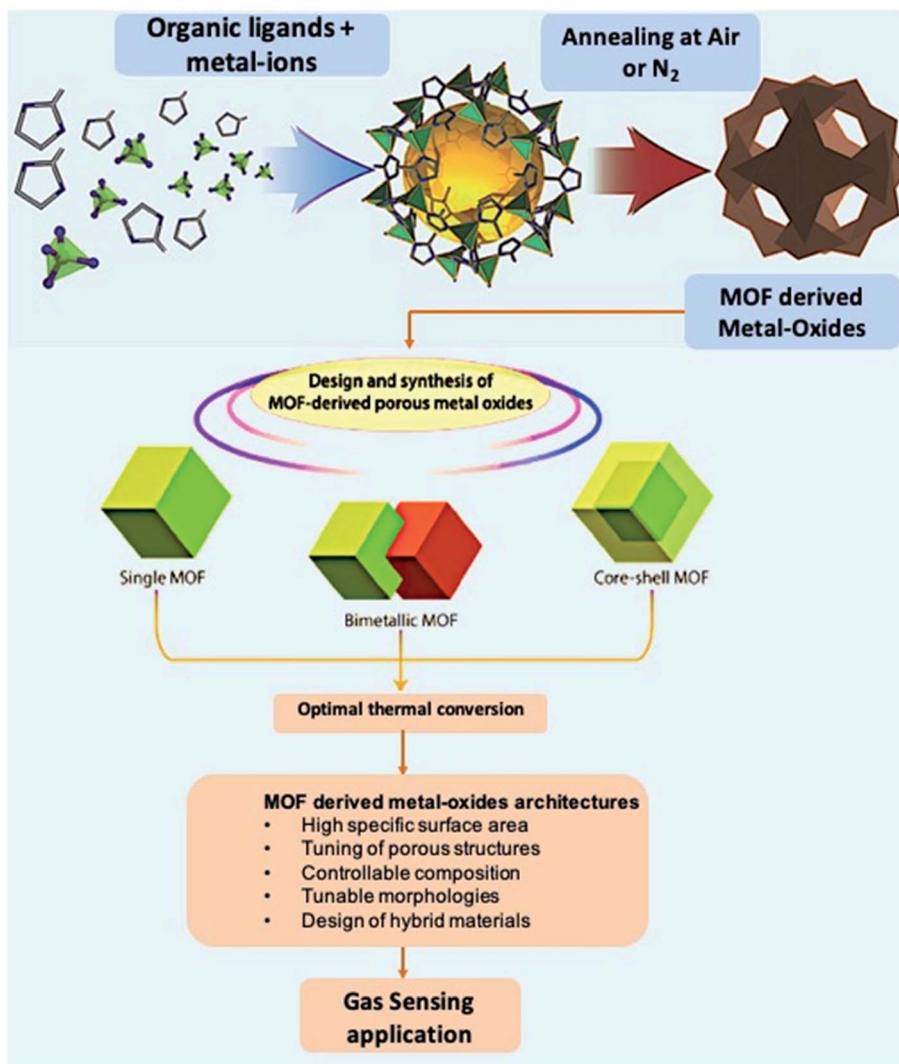 Organic ligands +
metal-ions
Annealing at Air
or N₂
MOF derived
Metal-Oxides
Design and synthesis of
MOF-derived porous metal oxides
Single MOF
Bimetallic MOF
Core-shell MOF
Optimal thermal conversion
MOF derived metal-oxides architectures
• High specific surface area
• Tuning of porous structures
• Controllable composition
• Tunable morphologies
• Design of hybrid materials
Gas Sensing
application